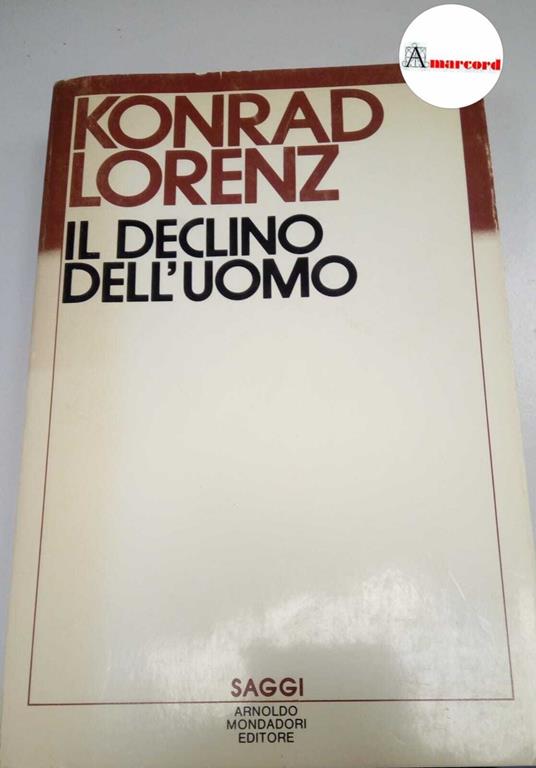 Amarcord
KONRAD
LORENZ
IL DECLINO
DELL'UOMO
SAGGI
ARNOLDO
MONDADORI
EDITORE